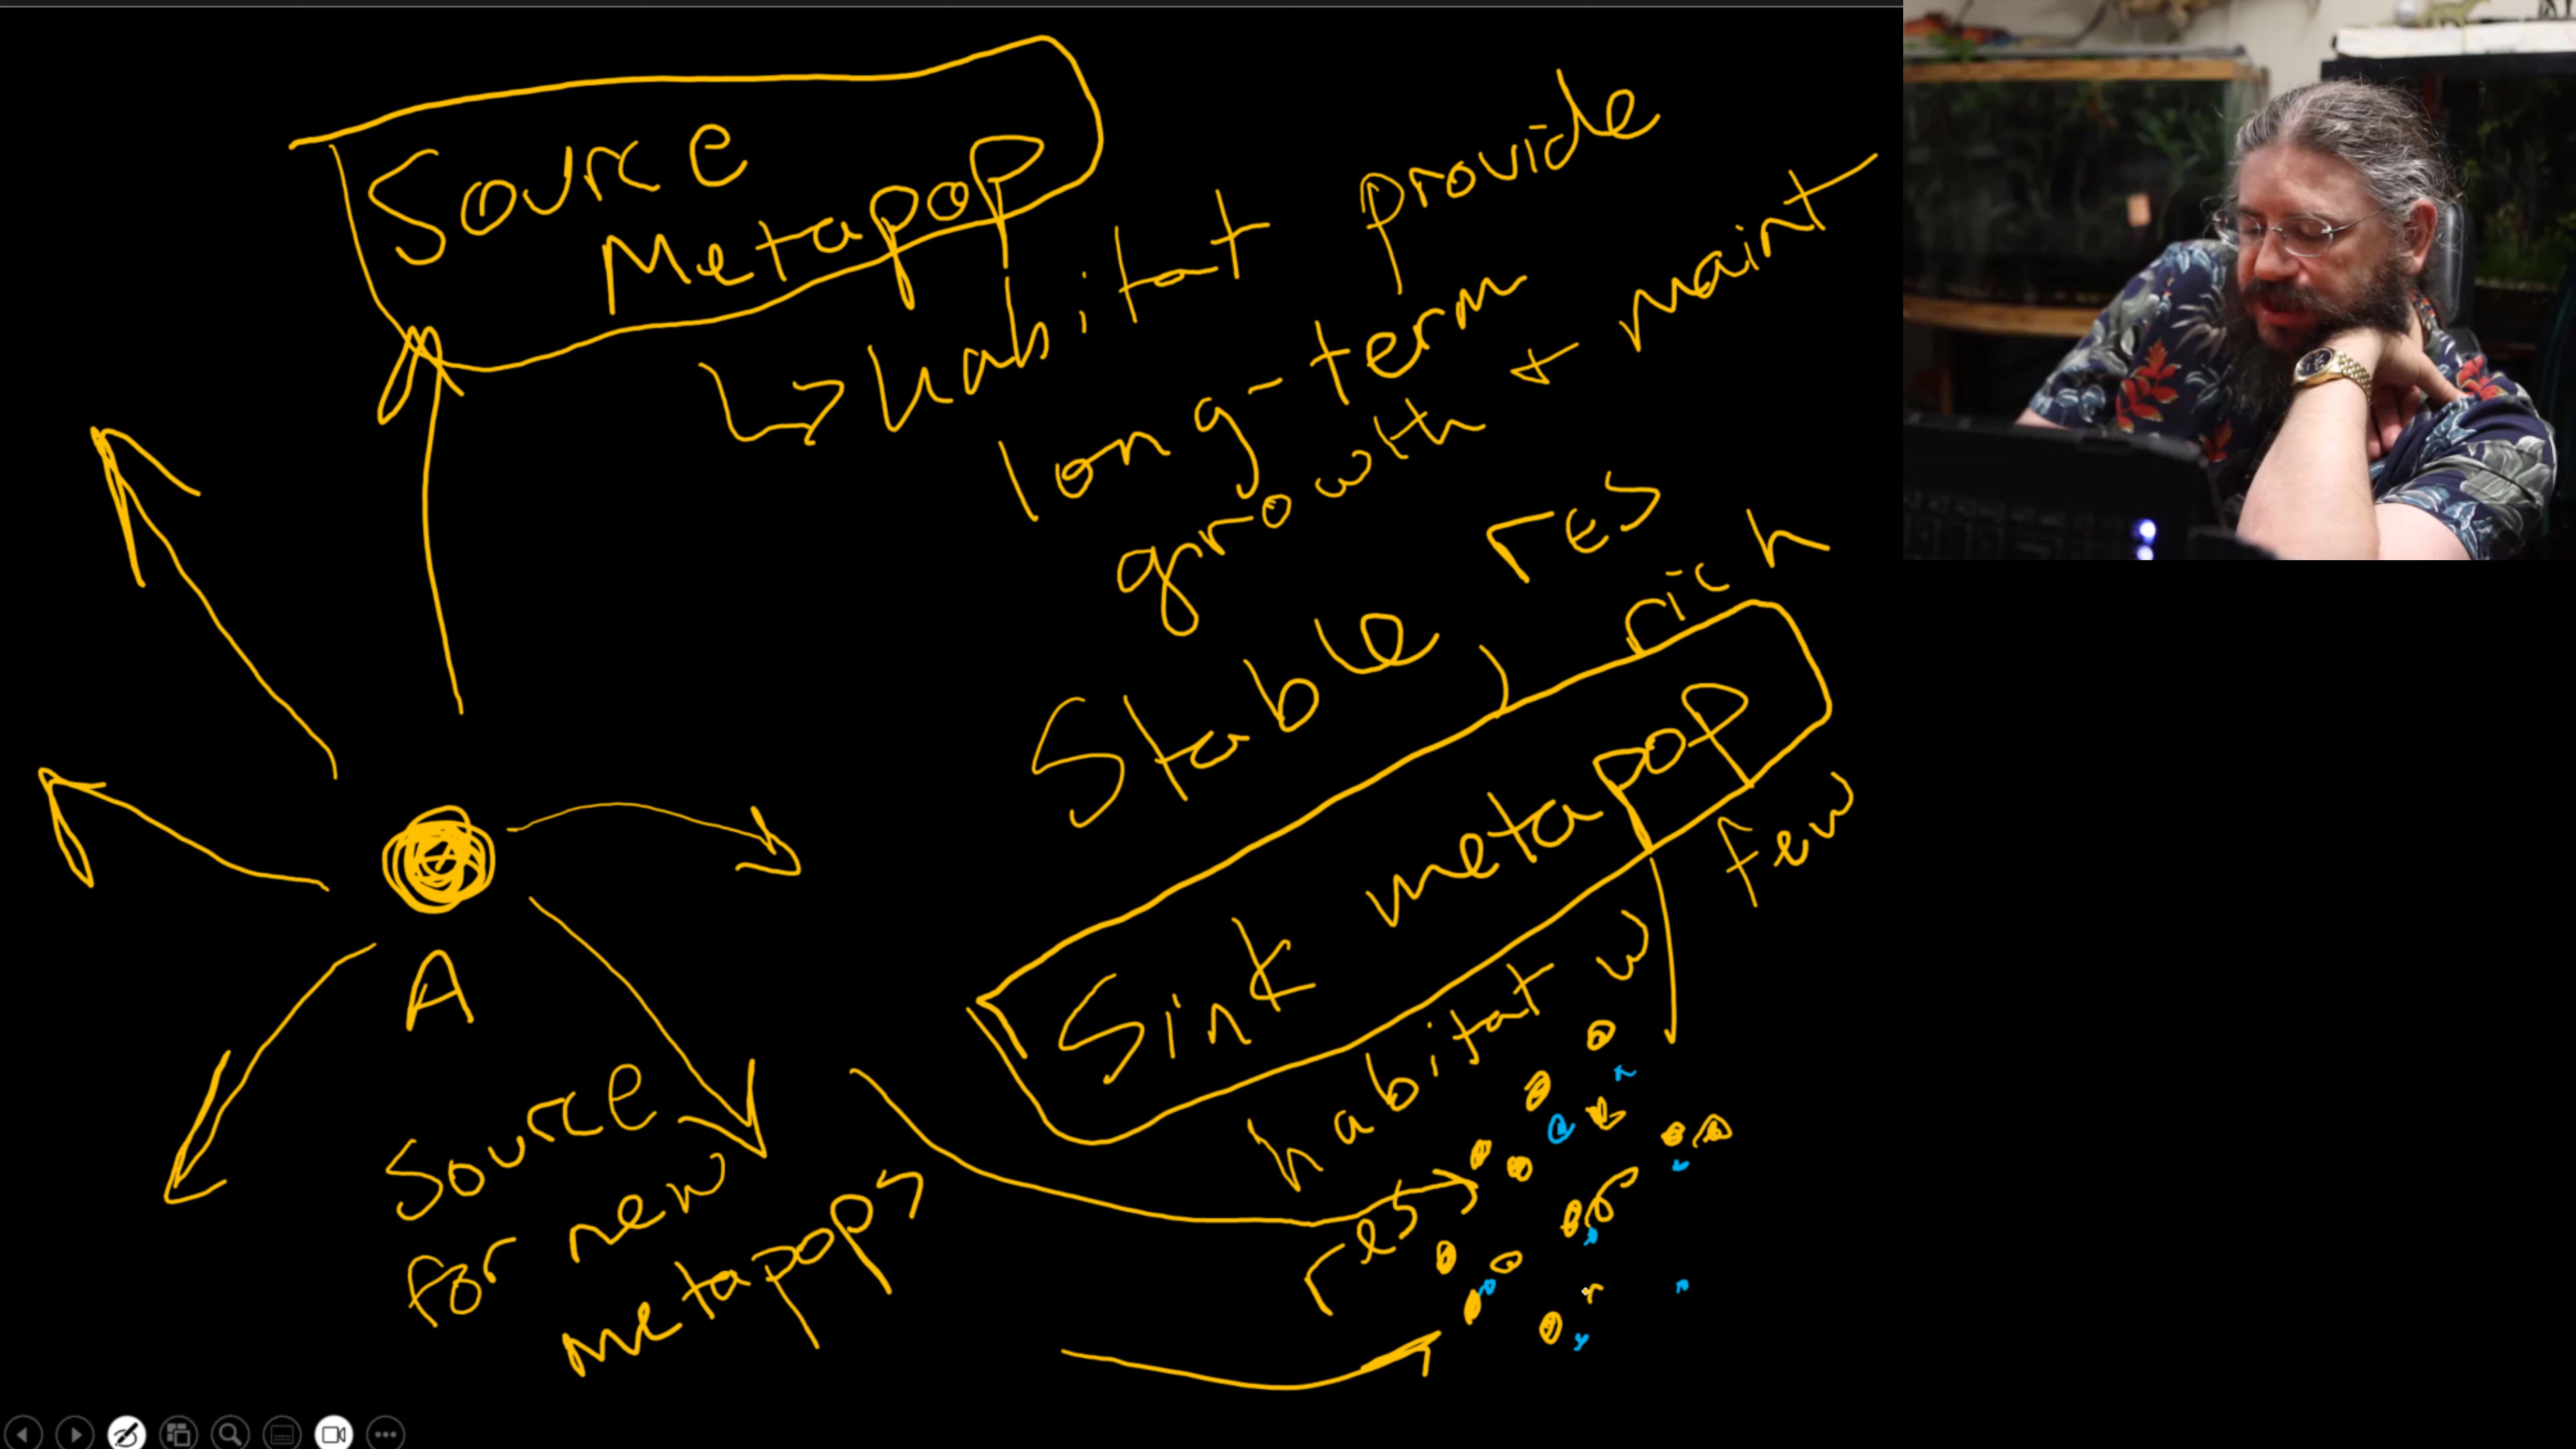 Source
Metapop
habitat provide
long-term
growth + maint
Stable, res
rich
Sink metapop
habitat w few
res
A
Source
for new
metapops